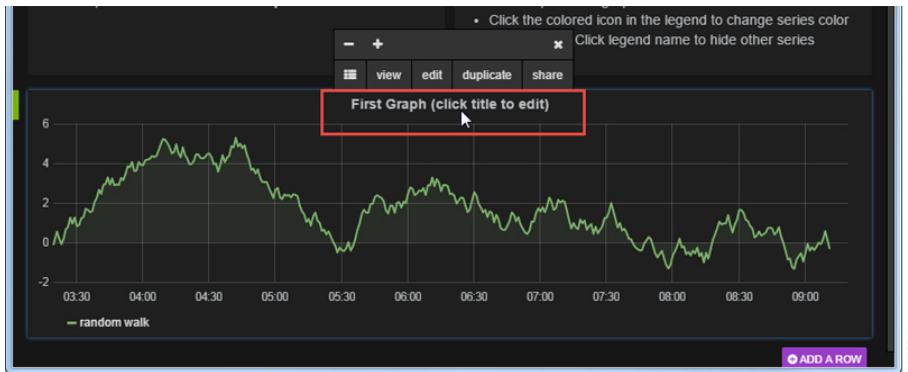 Click the colored icon in the legend to change series color
Click legend name to hide other series
view edit duplicate share
First Graph (click title to edit)
6
4
2
0
-2
03:30 04:00 04:30 05:00 05:30 06:00 06:30 07:00 07:30 08:00 08:30 09:00
random walk
ADD A ROW